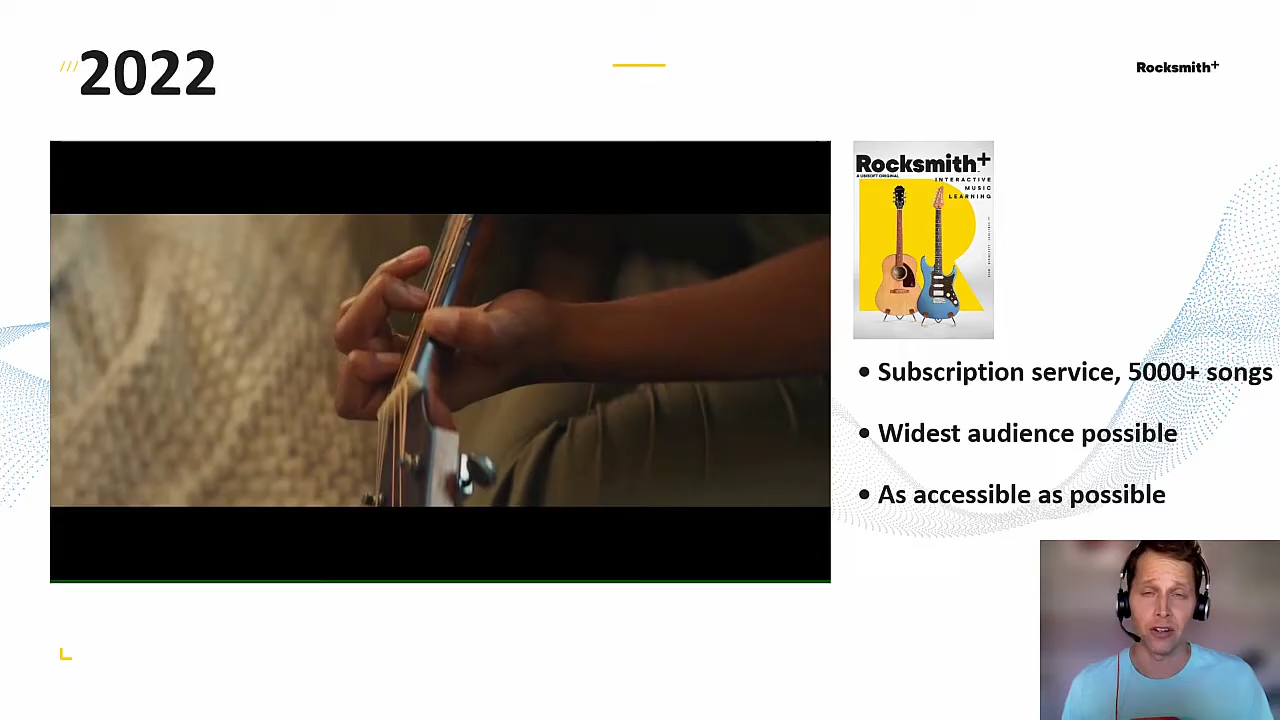 ///2022
Rocksmith+
Rocksmith+
A UBISOFT ORIGINAL
INTERACTIVE
MUSIC
LEARNING
• Subscription service, 5000+ songs
• Widest audience possible
• As accessible as possible